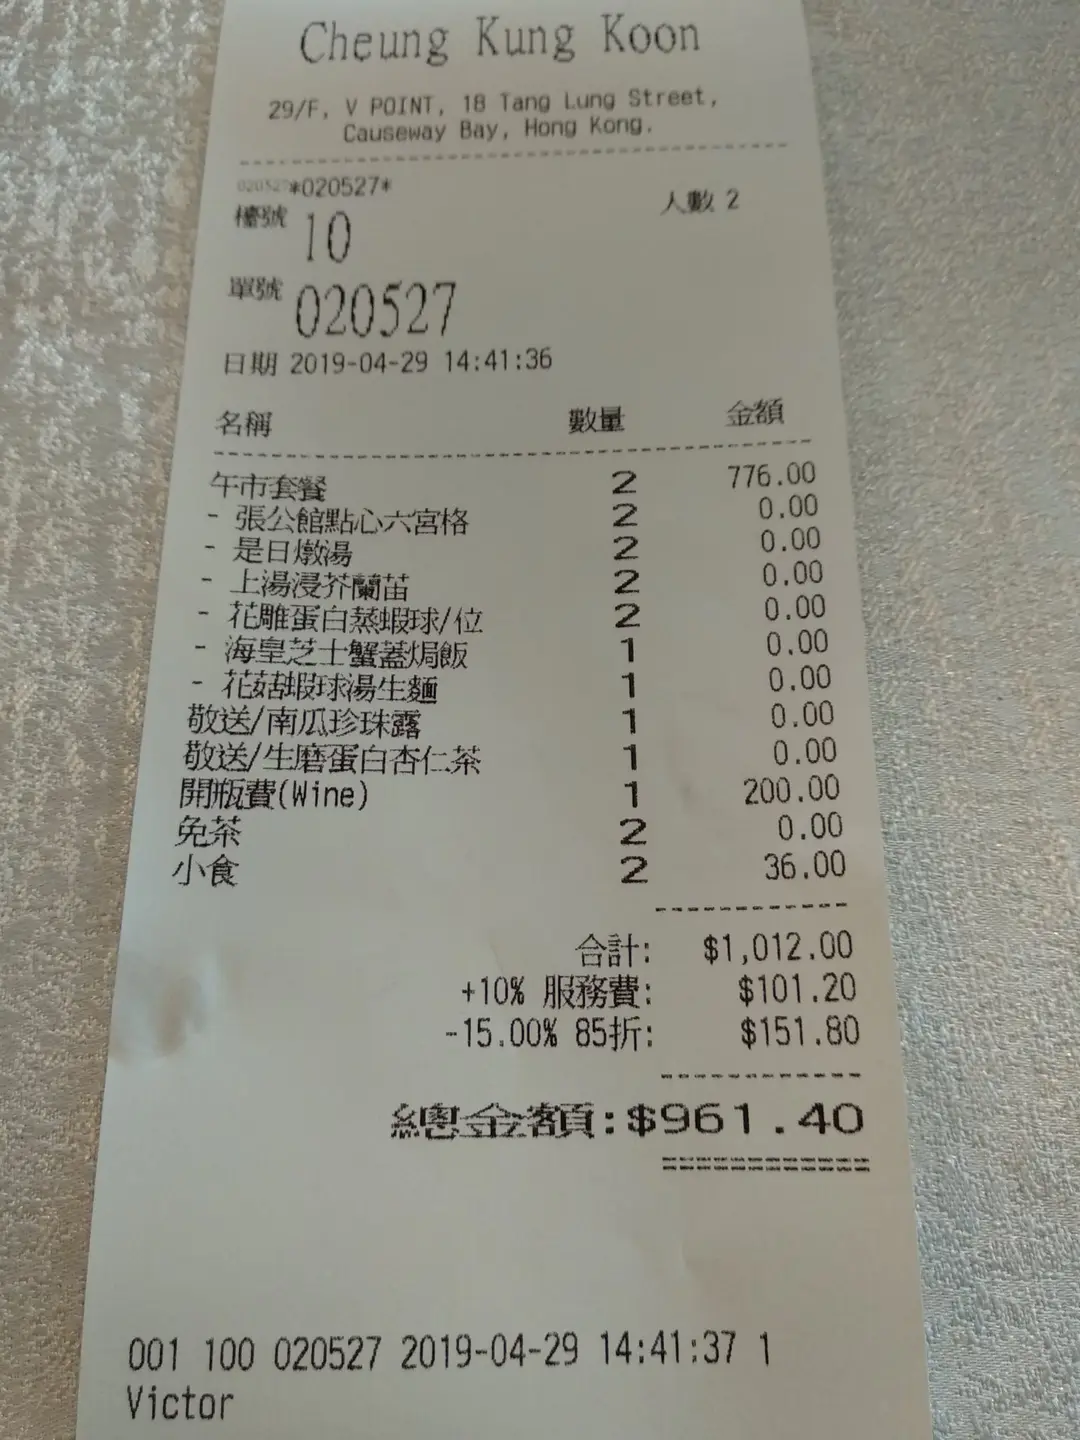 Cheung Kung Koon
29/F, V POINT, 18 Tang Lung Street,
Causeway Bay, Hong Kong.
020527*020527*
檯號 10 人數 2
單號 020527
日期 2019-04-29 14:41:36
名稱 數量 金額
午市套餐 2 776.00
- 張公館點心六宮格 2 0.00
- 是日燉湯 2 0.00
- 上湯浸芥蘭苗 2 0.00
- 花雕蛋白蒸蝦球/位 2 0.00
- 海皇芝士蟹蓋焗飯 1 0.00
- 花菇蝦球湯生麵 1 0.00
敬送/南瓜珍珠露 1 0.00
敬送/生磨蛋白杏仁茶 1 0.00
開瓶費(Wine) 1 200.00
免茶 2 0.00
小食 2 36.00
合計: $1,012.00
+10% 服務費: $101.20
-15.00% 85折: $151.80
總金額:$961.40
001 100 020527 2019-04-29 14:41:37 1
Victor